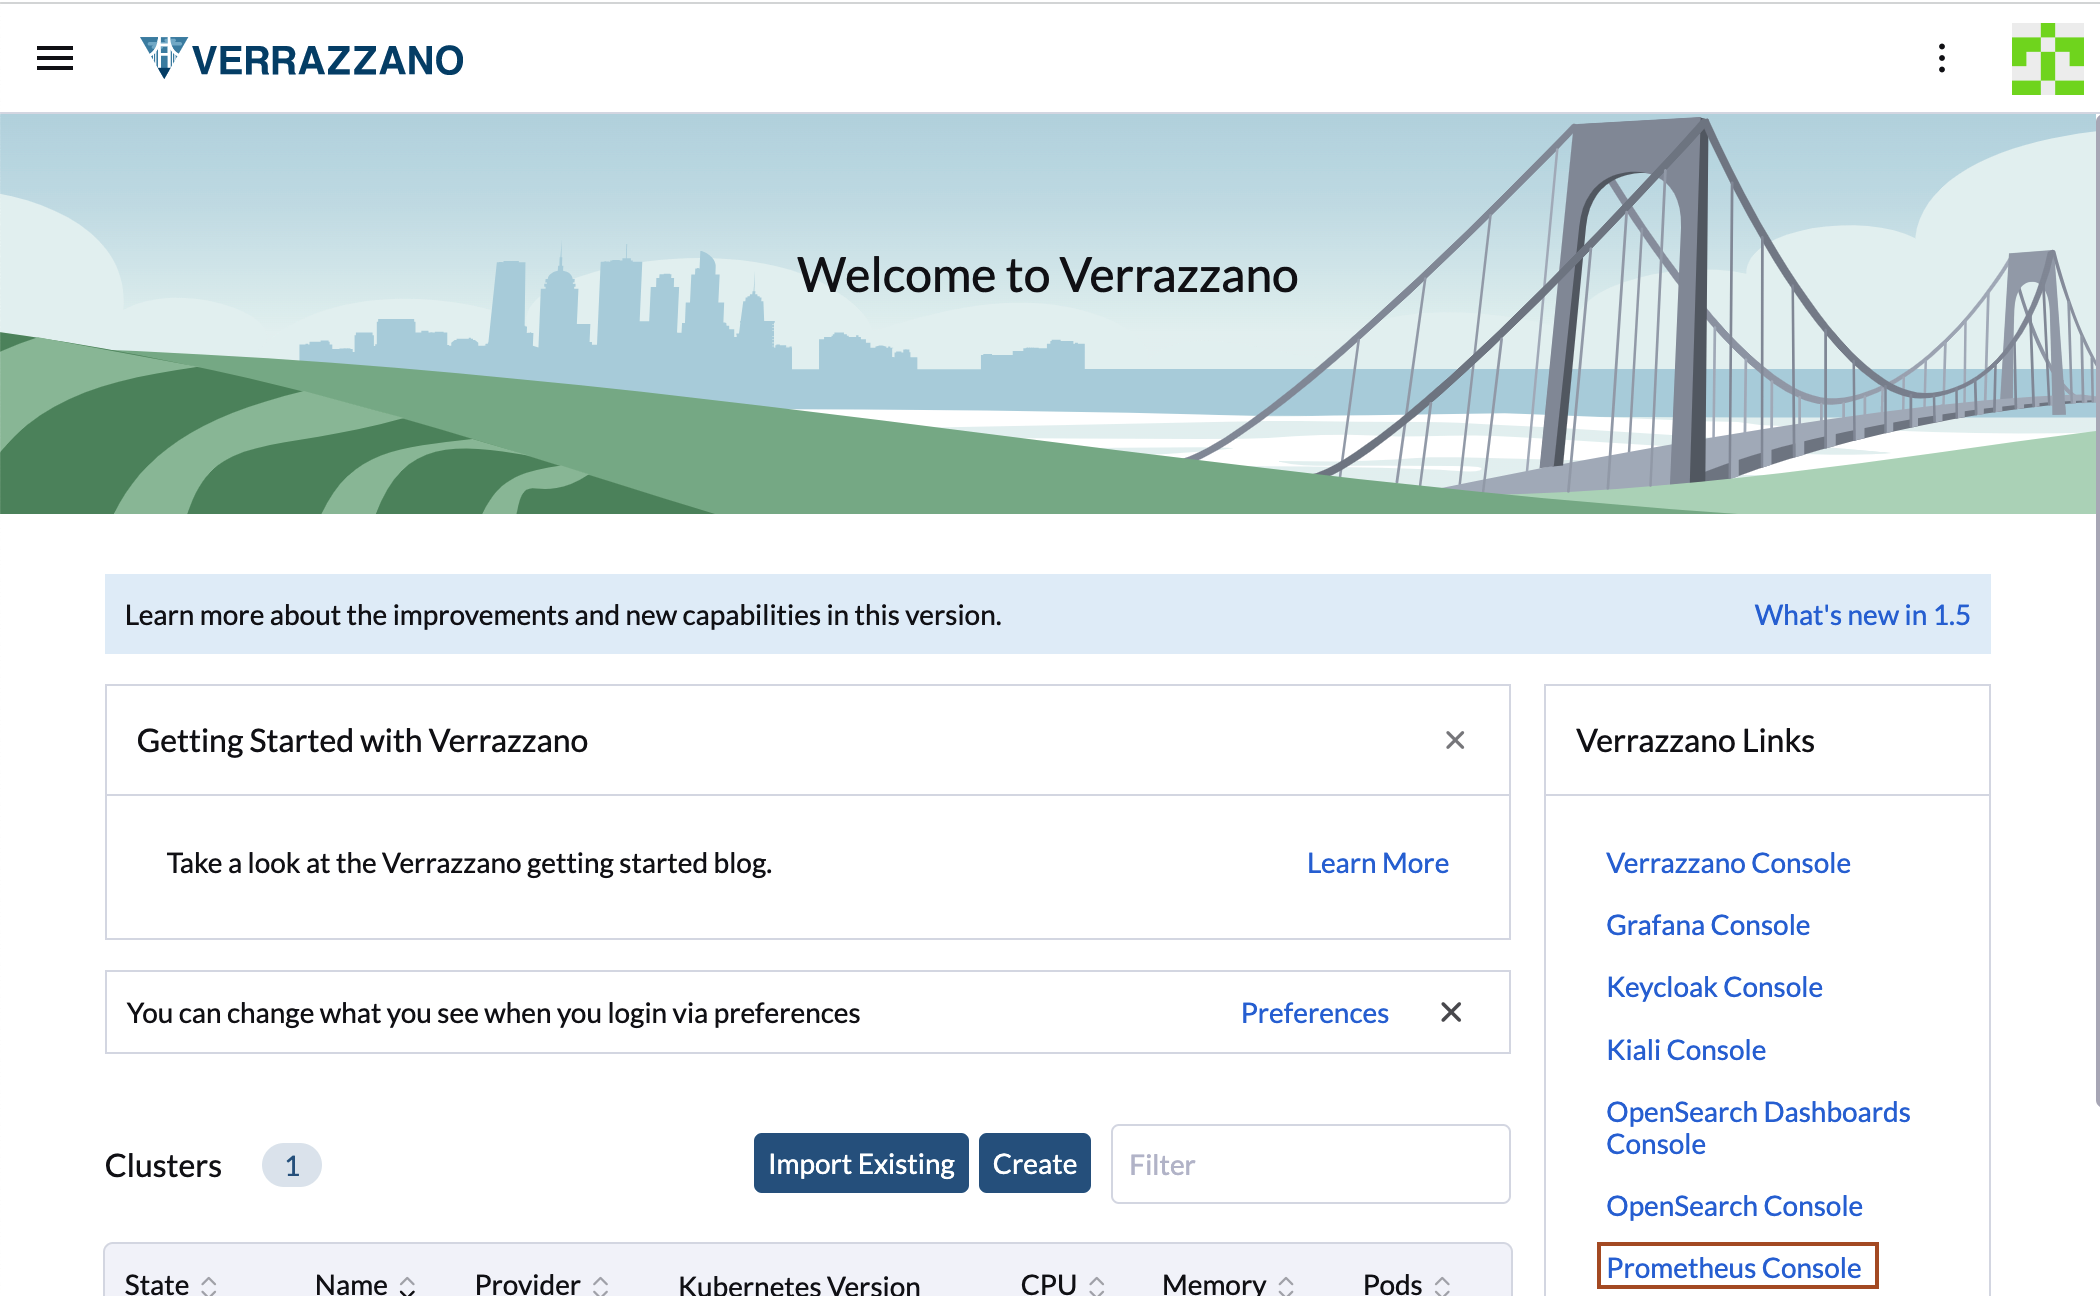 VERRAZZANO
Welcome to Verrazzano
Learn more about the improvements and new capabilities in this version.
What's new in 1.5
Getting Started with Verrazzano
Take a look at the Verrazzano getting started blog.
Learn More
You can change what you see when you login via preferences
Preferences
Clusters
1
Import Existing
Create
Filter
State
Name
Provider
Kubernetes Version
CPU
Memory
Pods
Verrazzano Links
Verrazzano Console
Grafana Console
Keycloak Console
Kiali Console
OpenSearch Dashboards
Console
OpenSearch Console
Prometheus Console